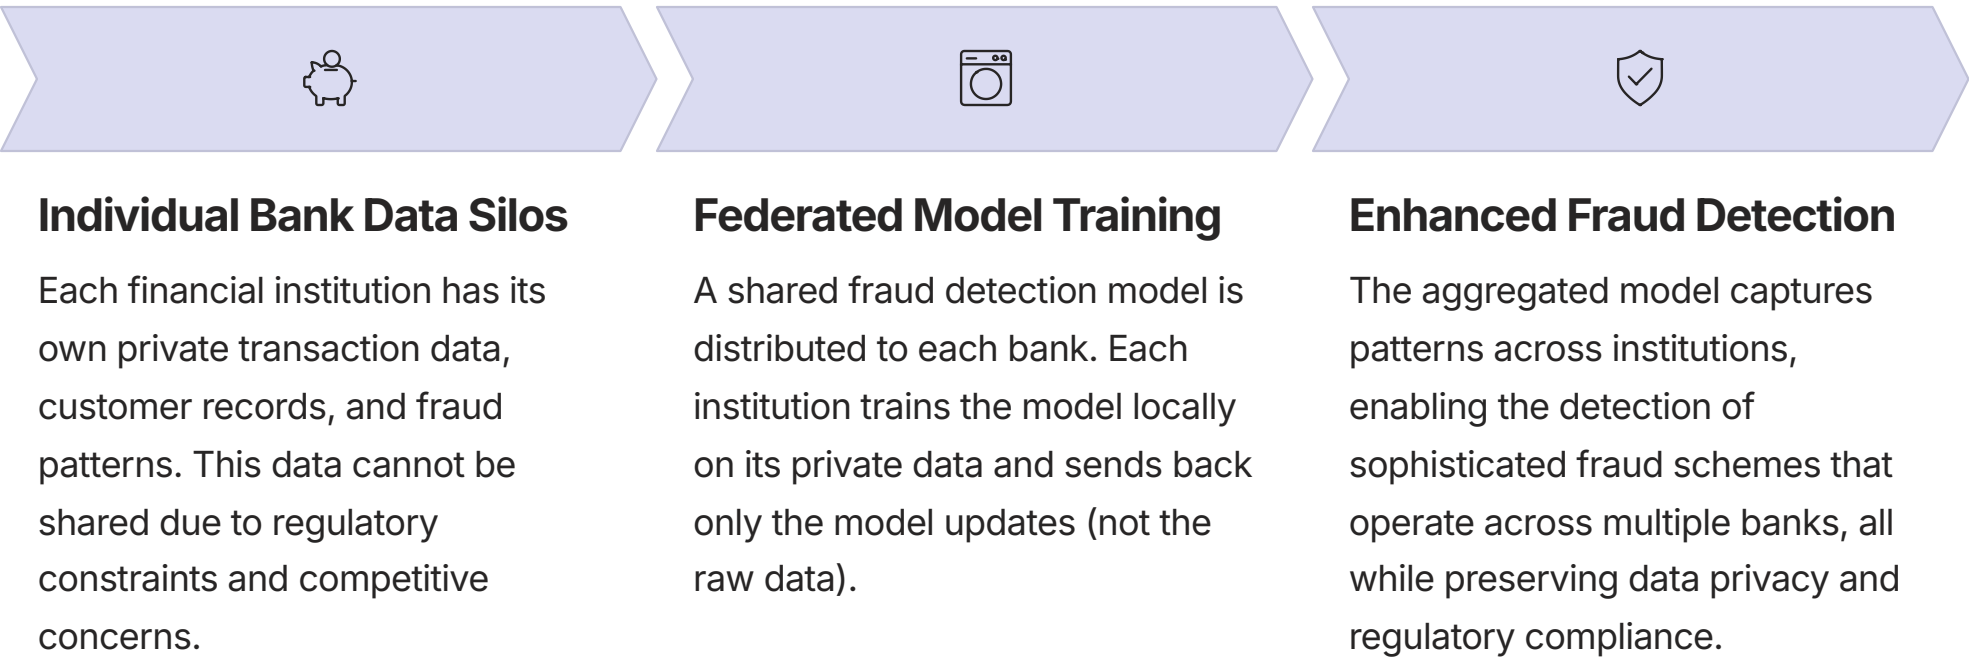 Individual Bank Data Silos
Each financial institution has its
own private transaction data,
customer records, and fraud
patterns. This data cannot be
shared due to regulatory
constraints and competitive
concerns.
Federated Model Training
A shared fraud detection model is
distributed to each bank. Each
institution trains the model locally
on its private data and sends back
only the model updates (not the
raw data).
Enhanced Fraud Detection
The aggregated model captures
patterns across institutions,
enabling the detection of
sophisticated fraud schemes that
operate across multiple banks, all
while preserving data privacy and
regulatory compliance.